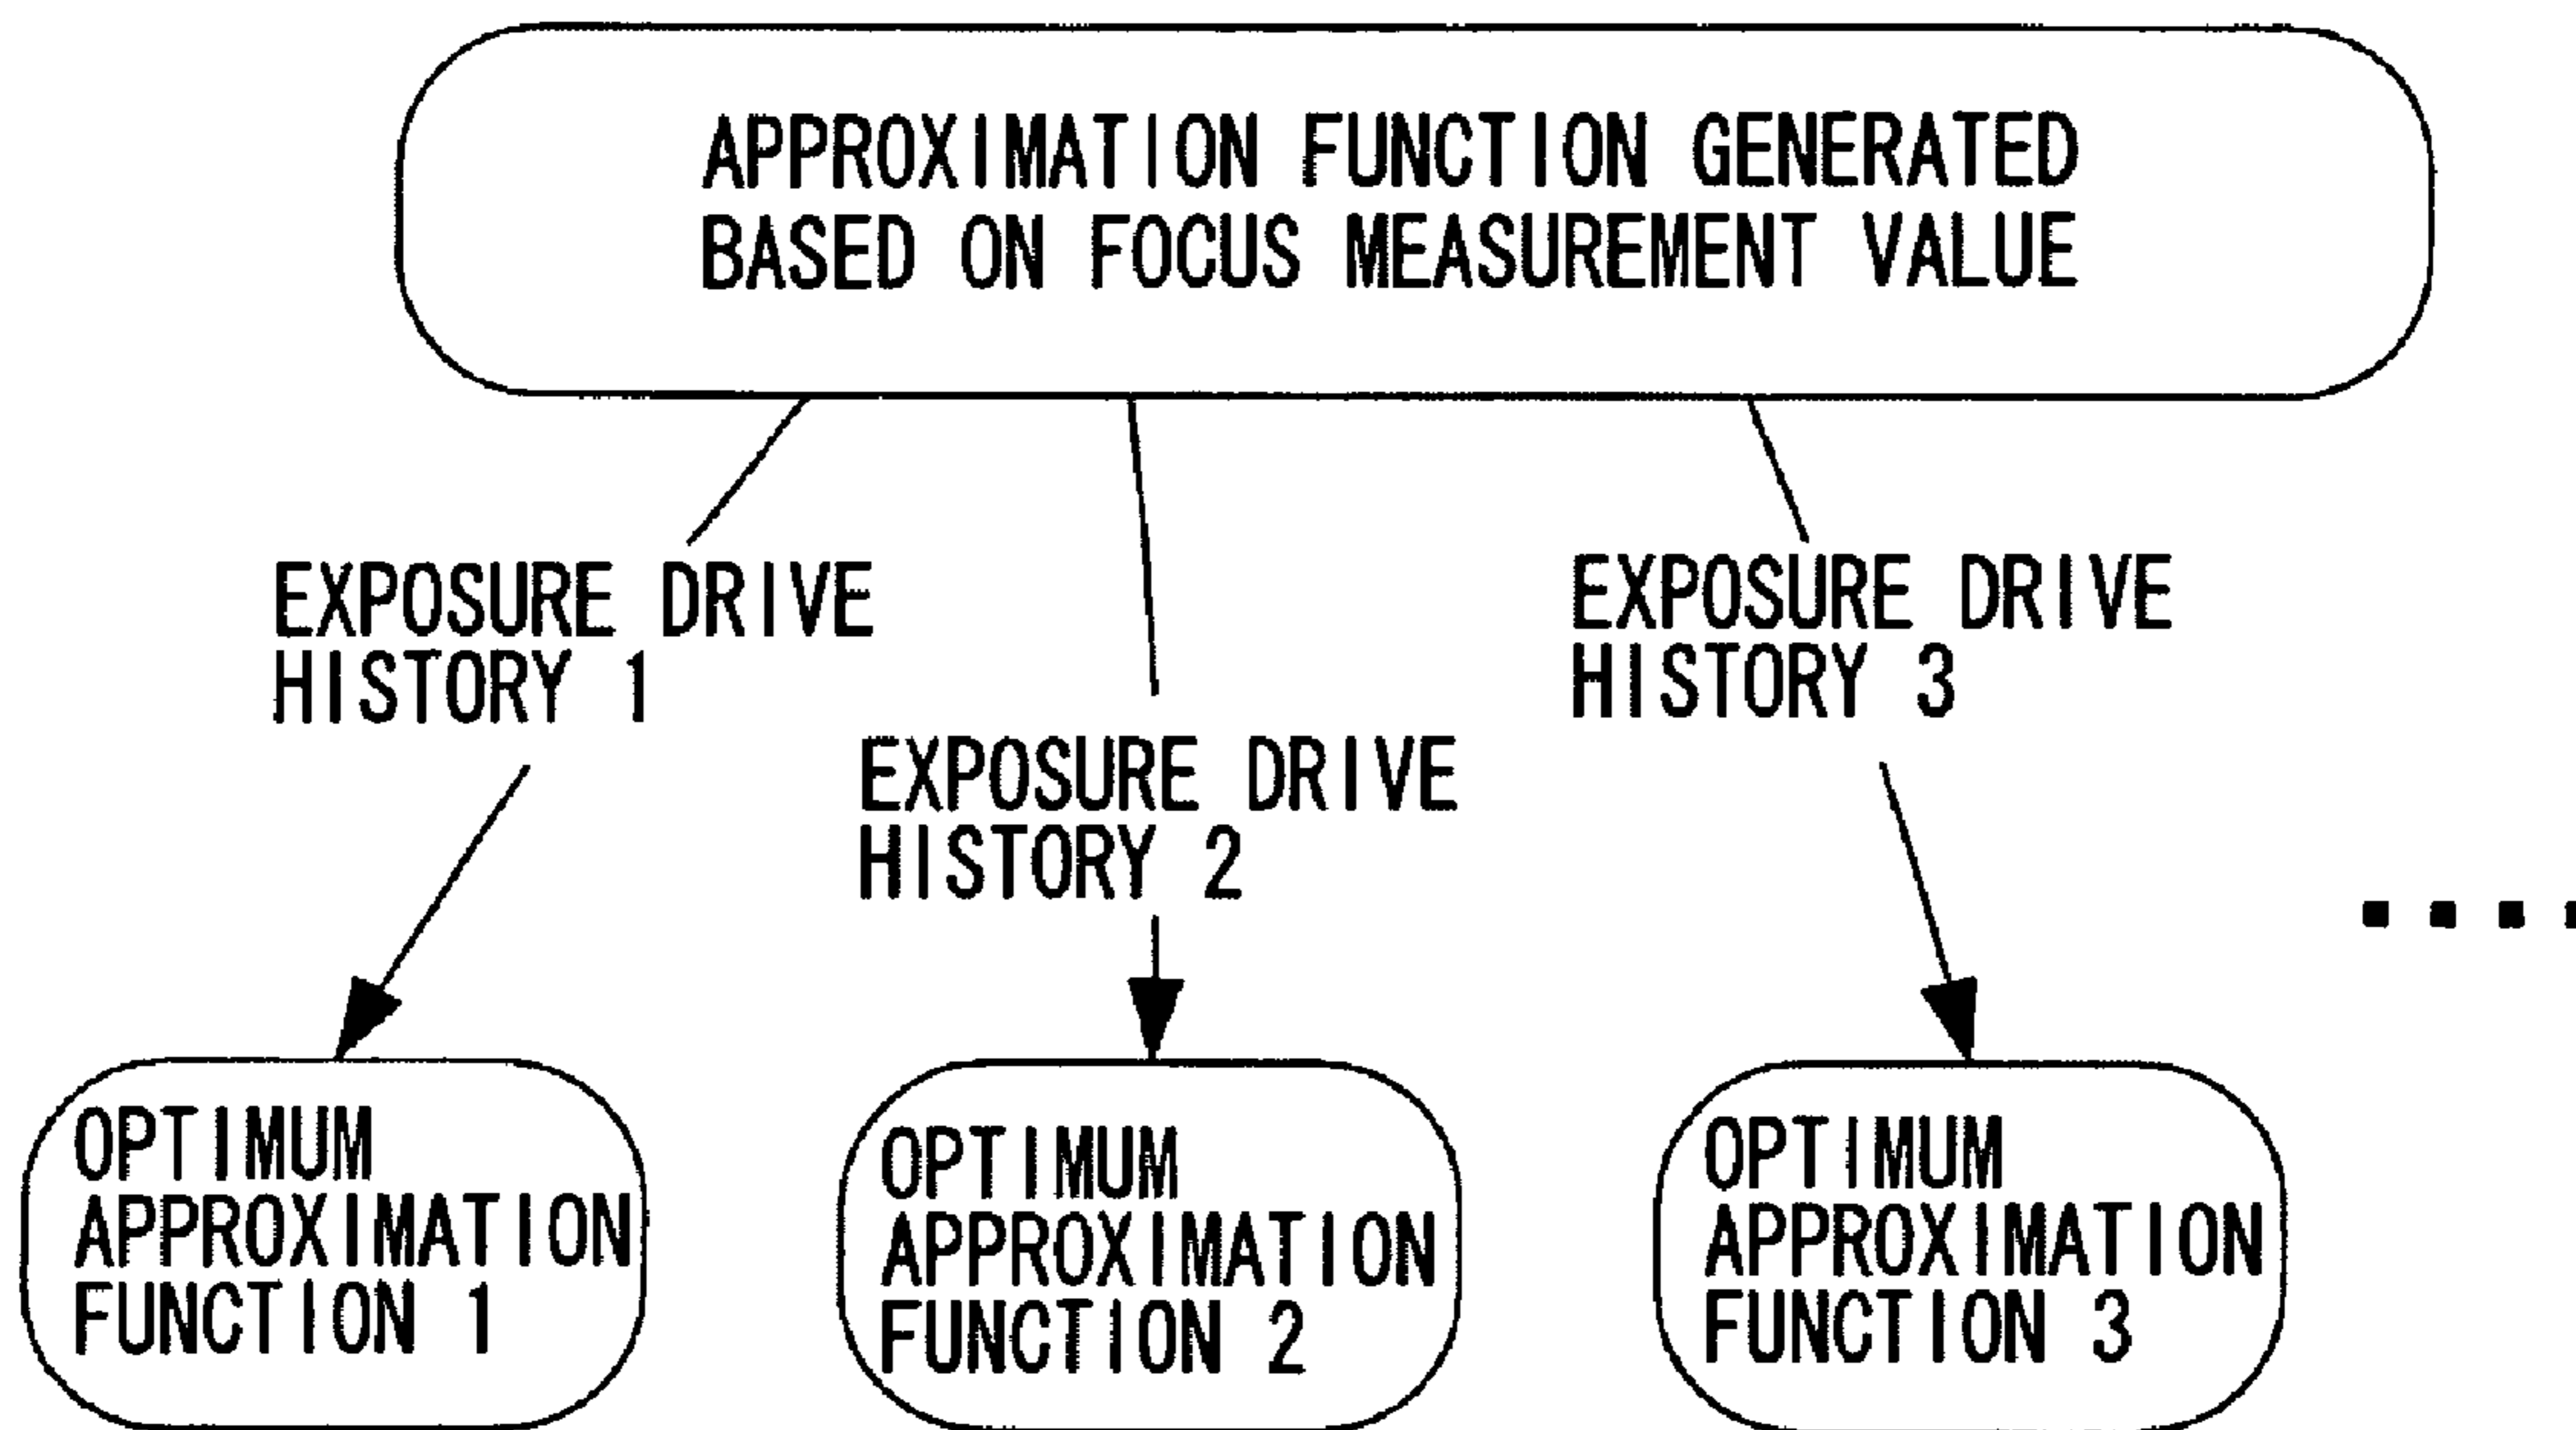 APPROXIMATION FUNCTION GENERATED
BASED ON FOCUS MEASUREMENT VALUE
EXPOSURE DRIVE
HISTORY 1
EXPOSURE DRIVE
HISTORY 2
EXPOSURE DRIVE
HISTORY 3
OPTIMUM
APPROXIMATION
FUNCTION 1
OPTIMUM
APPROXIMATION
FUNCTION 2
OPTIMUM
APPROXIMATION
FUNCTION 3